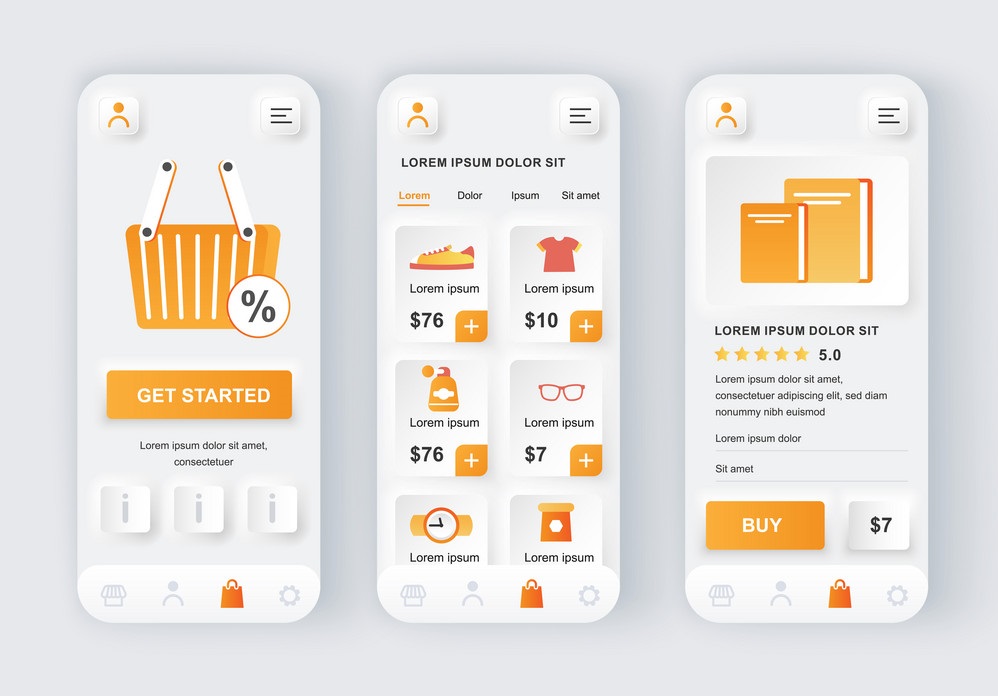 %
GET STARTED
Lorem ipsum dolor sit amet,
consectetuer
i i i
LOREM IPSUM DOLOR SIT
Lorem Dolor Ipsum Sit amet
Lorem ipsum Lorem ipsum
$76 + $10 +
Lorem ipsum Lorem ipsum
$76 + $7 +
Lorem ipsum Lorem ipsum
LOREM IPSUM DOLOR SIT
5.0
Lorem ipsum dolor sit amet,
consectetuer adipiscing elit, sed diam
nonummy nibh euismod
Lorem ipsum dolor
Sit amet
BUY $7